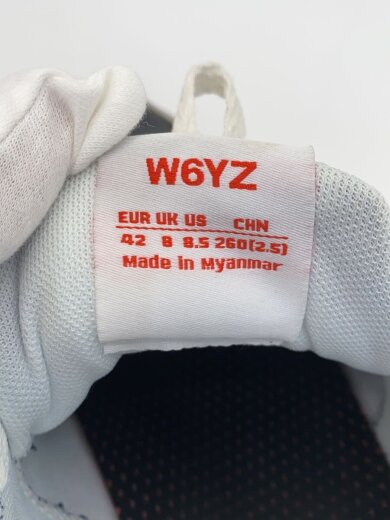 W6YZ
EUR UK US CHN
42 8 8.5 260(2.5)
Made in Myanmar